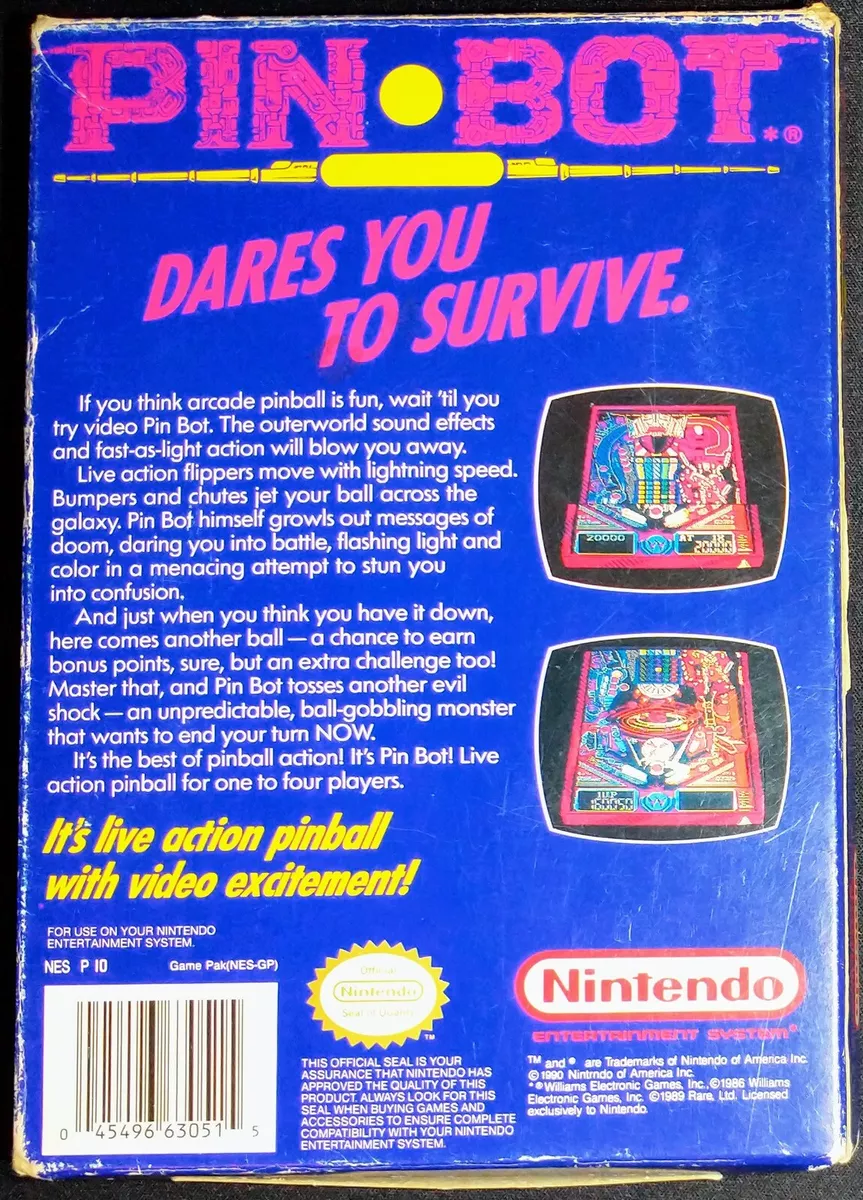 PIN·BOT*®
DARES YOU
TO SURVIVE.
If you think arcade pinball is fun, wait 'til you
try video Pin Bot. The outerworld sound effects
and fast-as-light action will blow you away.
Live action flippers move with lightning speed.
Bumpers and chutes jet your ball across the
galaxy. Pin Bot himself growls out messages of
doom, daring you into battle, flashing light and
color in a menacing attempt to stun you
into confusion.
And just when you think you have it down,
here comes another ball — a chance to earn
bonus points, sure, but an extra challenge too!
Master that, and Pin Bot tosses another evil
shock — an unpredictable, ball-gobbling monster
that wants to end your turn NOW.
It's the best of pinball action! It's Pin Bot! Live
action pinball for one to four players.
20000
AT 1X
20000
1UP
It's live action pinball
with video excitement!
FOR USE ON YOUR NINTENDO
ENTERTAINMENT SYSTEM.
NES P IO Game Pak(NES-GP)
0 45496 63051 5
Official
Nintendo
Seal of Quality
TM
THIS OFFICIAL SEAL IS YOUR
ASSURANCE THAT NINTENDO HAS
APPROVED THE QUALITY OF THIS
PRODUCT. ALWAYS LOOK FOR THIS
SEAL WHEN BUYING GAMES AND
ACCESSORIES TO ENSURE COMPLETE
COMPATIBILITY WITH YOUR NINTENDO
ENTERTAINMENT SYSTEM.
Nintendo®
ENTERTAINMENT SYSTEM®
TM and ® are Trademarks of Nintendo of America Inc.
©1990 Nintrndo of America Inc.
*®Williams Electronic Games, Inc.,©1986 Williams
Electronic Games, Inc. ©1989 Rare, Ltd. Licensed
exclusively to Nintendo.